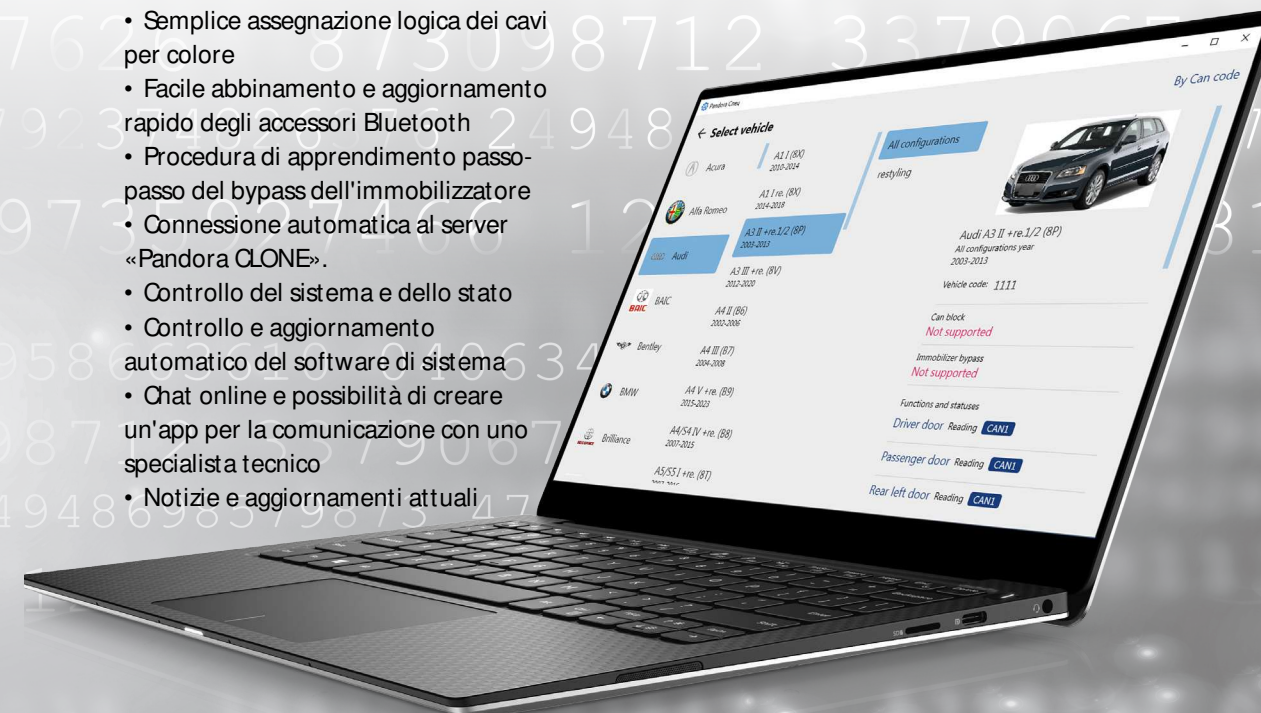 • Semplice assegnazione logica dei cavi
per colore
• Facile abbinamento e aggiornamento
rapido degli accessori Bluetooth
• Procedura di apprendimento passo-
passo del bypass dell'immobilizzatore
• Connessione automatica al server
«Pandora CLONE».
• Controllo del sistema e dello stato
• Controllo e aggiornamento
automatico del software di sistema
• Chat online e possibilità di creare
un'app per la comunicazione con uno
specialista tecnico
• Notizie e aggiornamenti attuali
By Can code
← Select vehicle
Acura
Alfa Romeo
Audi
BAIC
Bentley
BMW
Brilliance
A1 I (8X)
2010-2014
A1 I re. (8X)
2014-2018
A3 II +re.1/2 (8P)
2003-2013
A3 III +re. (8V)
2012-2020
A4 II (B6)
2002-2006
A4 III (B7)
2004-2008
A4 V +re. (B9)
2015-2023
A4/S4 IV +re. (B8)
2007-2015
A5/S5 I +re. (8T)
All configurations
restyling
Audi A3 II +re.1/2 (8P)
All configurations year
2003-2013
Vehicle code: 1111
Can block
Not supported
Immobilizer bypass
Not supported
Functions and statuses
Driver door Reading CAN1
Passenger door Reading CAN1
Rear left door Reading CAN1